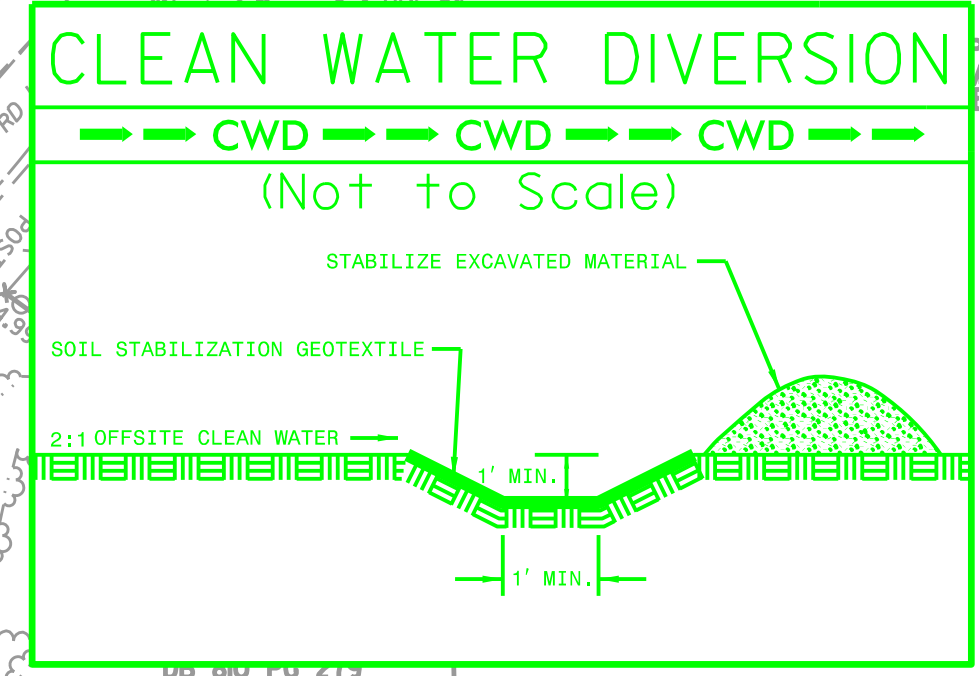 CLEAN WATER DIVERSION
CWD CWD CWD
(Not to Scale)
STABILIZE EXCAVATED MATERIAL
SOIL STABILIZATION GEOTEXTILE
2:1 OFFSITE CLEAN WATER
1' MIN.
1' MIN.
RD